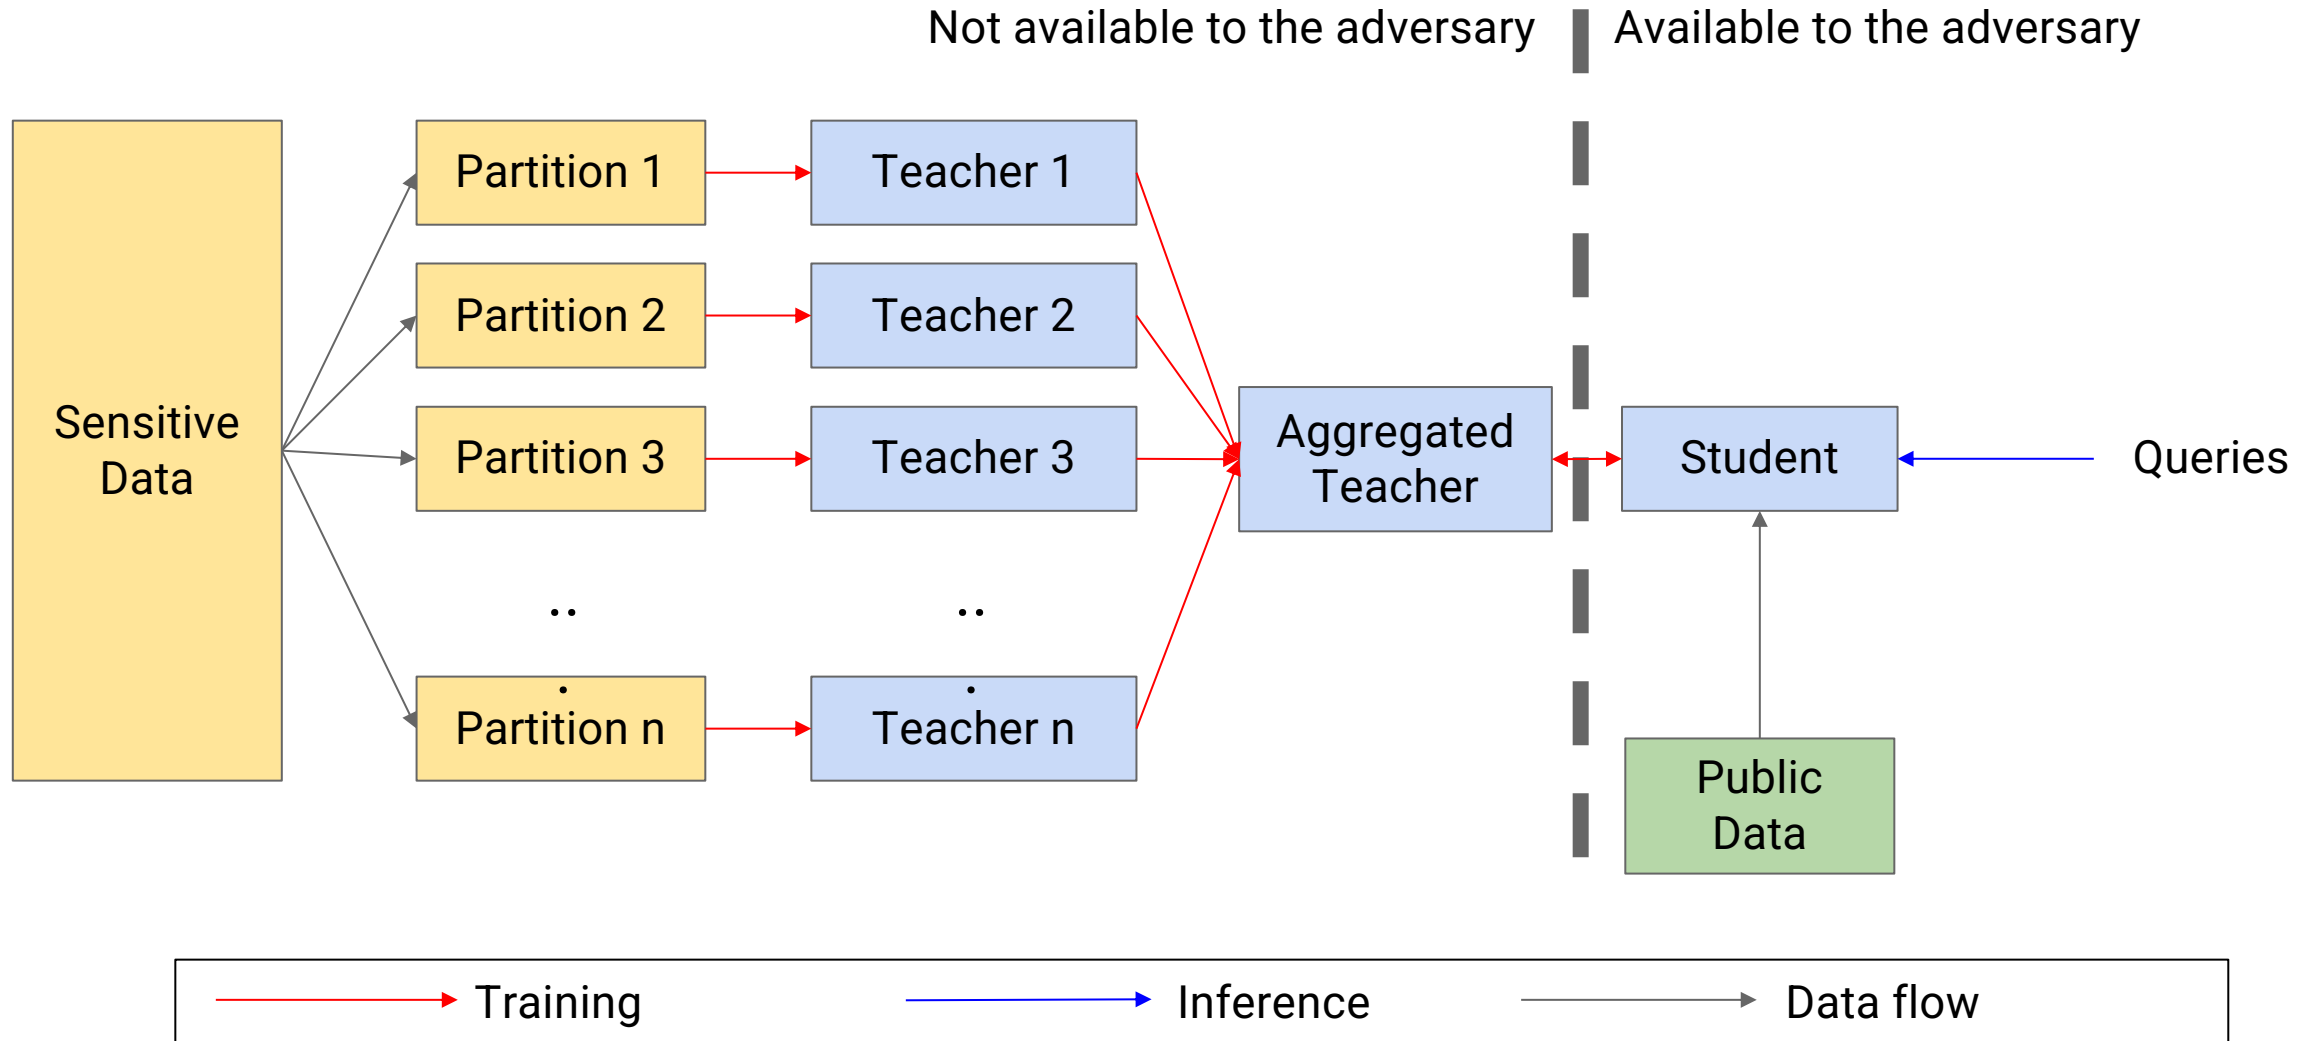 Not available to the adversary
Available to the adversary
Sensitive
Data
Partition 1
Teacher 1
Partition 2
Teacher 2
Partition 3
Teacher 3
..
.
..
.
Partition n
Teacher n
Aggregated
Teacher
Student
Queries
Public
Data
Training
Inference
Data flow